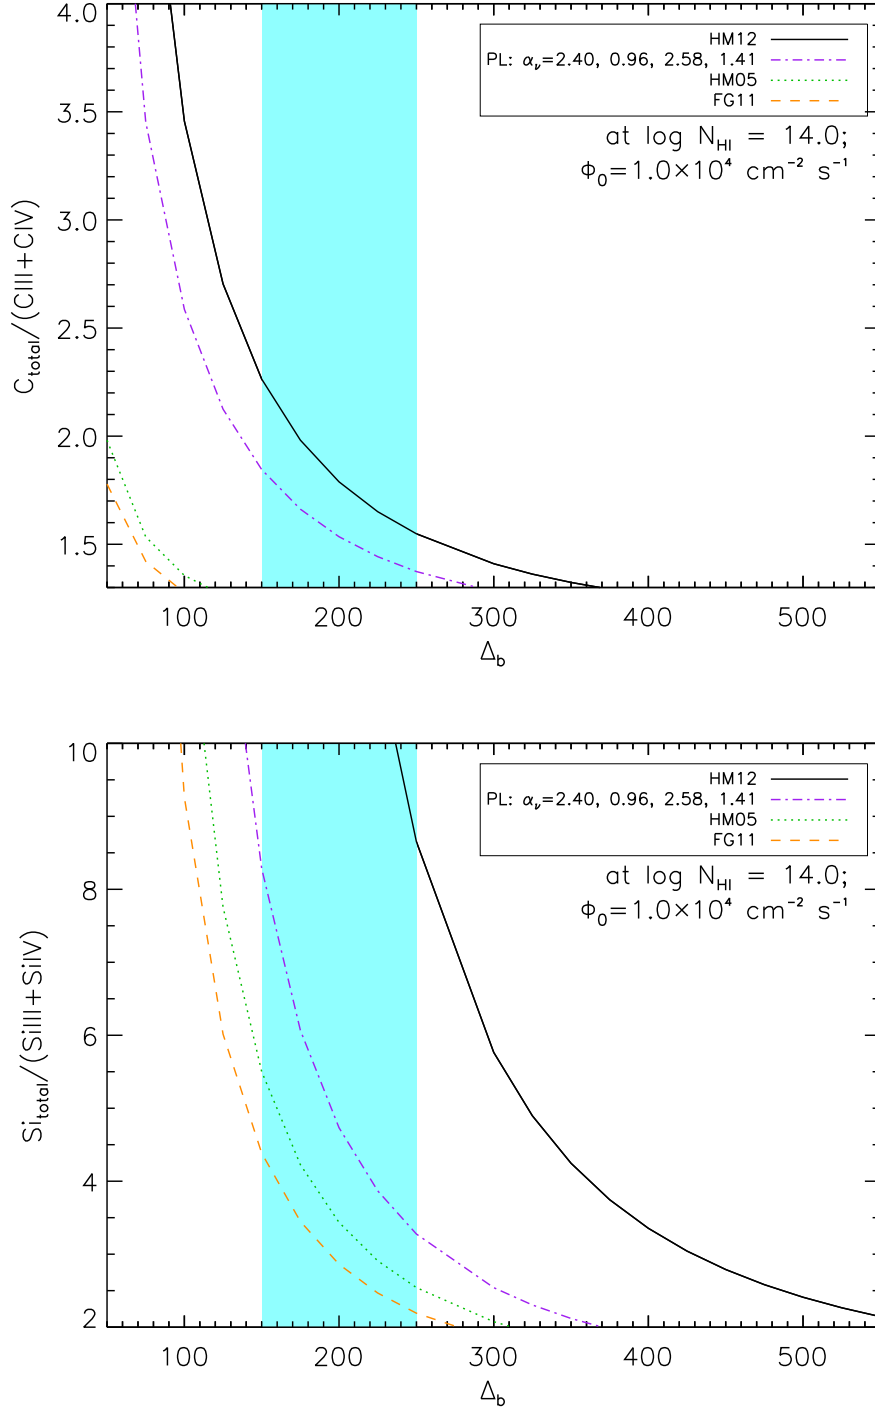 4.0
3.5
3.0
2.5
2.0
1.5
C_total/(CIII+CIV)
HM12
PL: α_ν=2.40, 0.96, 2.58, 1.41
HM05
FG11
at log N_HI = 14.0;
Φ_0=1.0×10⁴ cm⁻² s⁻¹
100 200 300 400 500
Δ_b
10
8
6
4
2
Si_total/(SiIII+SiIV)
HM12
PL: α_ν=2.40, 0.96, 2.58, 1.41
HM05
FG11
at log N_HI = 14.0;
Φ_0=1.0×10⁴ cm⁻² s⁻¹
100 200 300 400 500
Δ_b